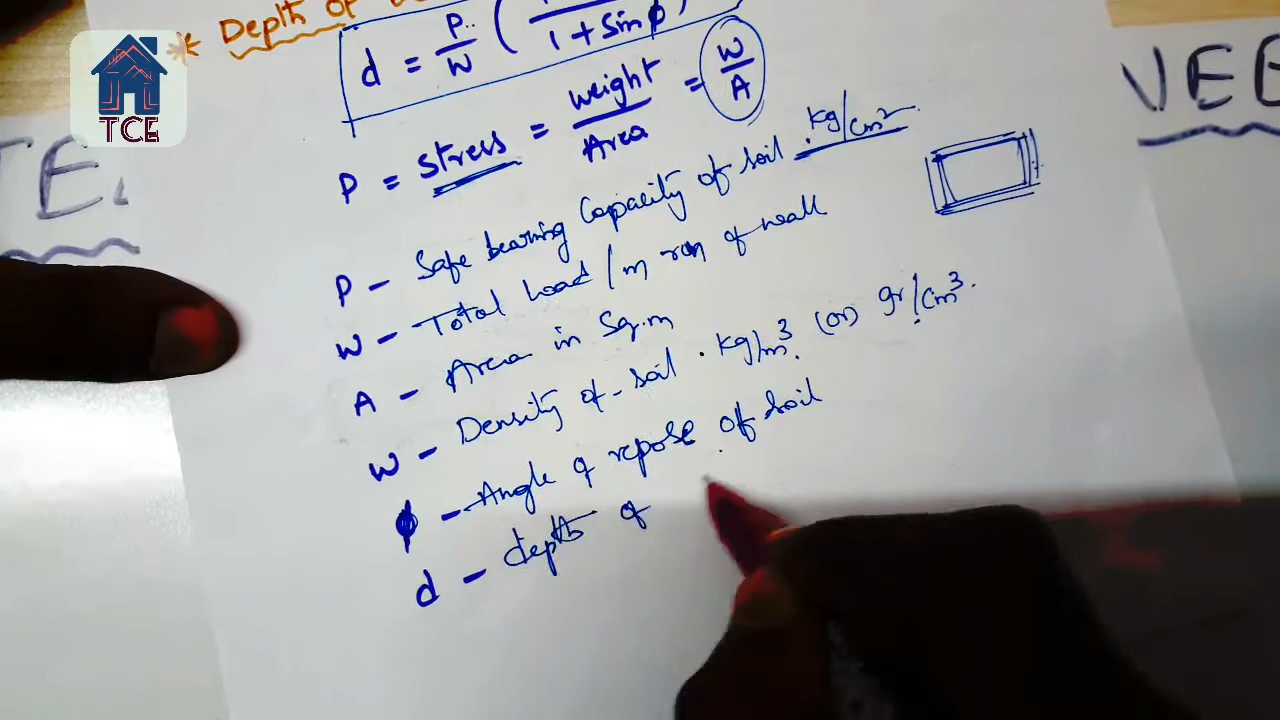 * Depth of
d = P/w ( 1 + Sin φ )
P = Stress = weight/Area = W/A
P - Safe bearing Capacity of soil . kg/cm²
W - Total Load / m run of wall
A - Area in Sq.m
w - Density of soil . kg/m³ (or) gr/cm³.
φ - Angle of repose of soil
d - depth of
TCE
VEE
TE